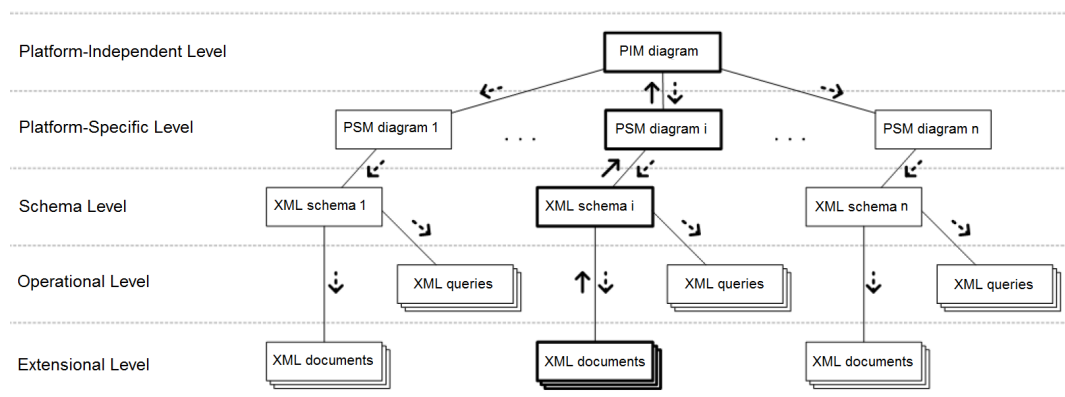 Platform-Independent Level
PIM diagram
Platform-Specific Level
PSM diagram 1
. . .
PSM diagram i
. . .
PSM diagram n
Schema Level
XML schema 1
XML schema i
XML schema n
Operational Level
XML queries
XML queries
XML queries
Extensional Level
XML documents
XML documents
XML documents